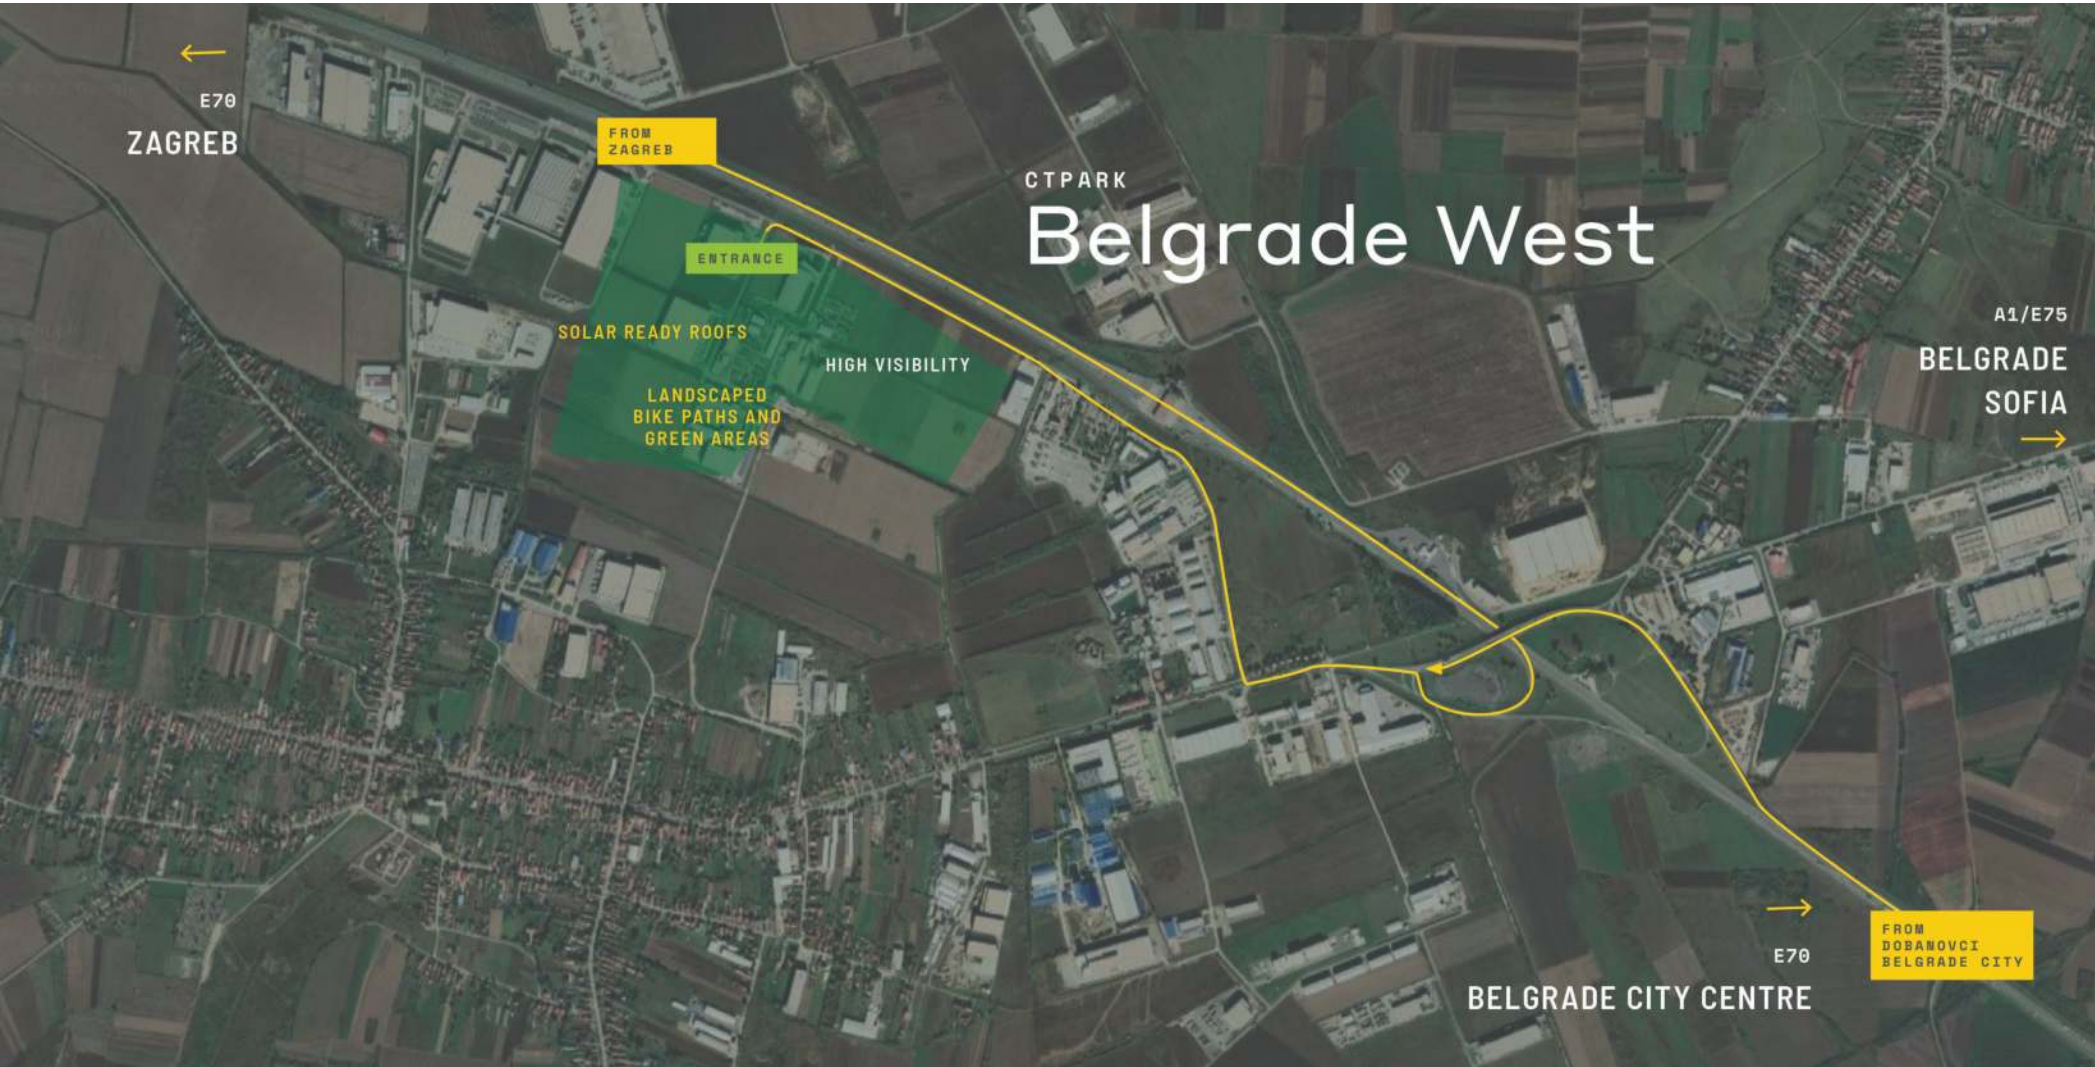 E70
ZAGREB
FROM
ZAGREB
CTPARK
Belgrade West
ENTRANCE
SOLAR READY ROOFS
HIGH VISIBILITY
LANDSCAPED
BIKE PATHS AND
GREEN AREAS
A1/E75
BELGRADE
SOFIA
E70
BELGRADE CITY CENTRE
FROM
DOBANOVCI
BELGRADE CITY